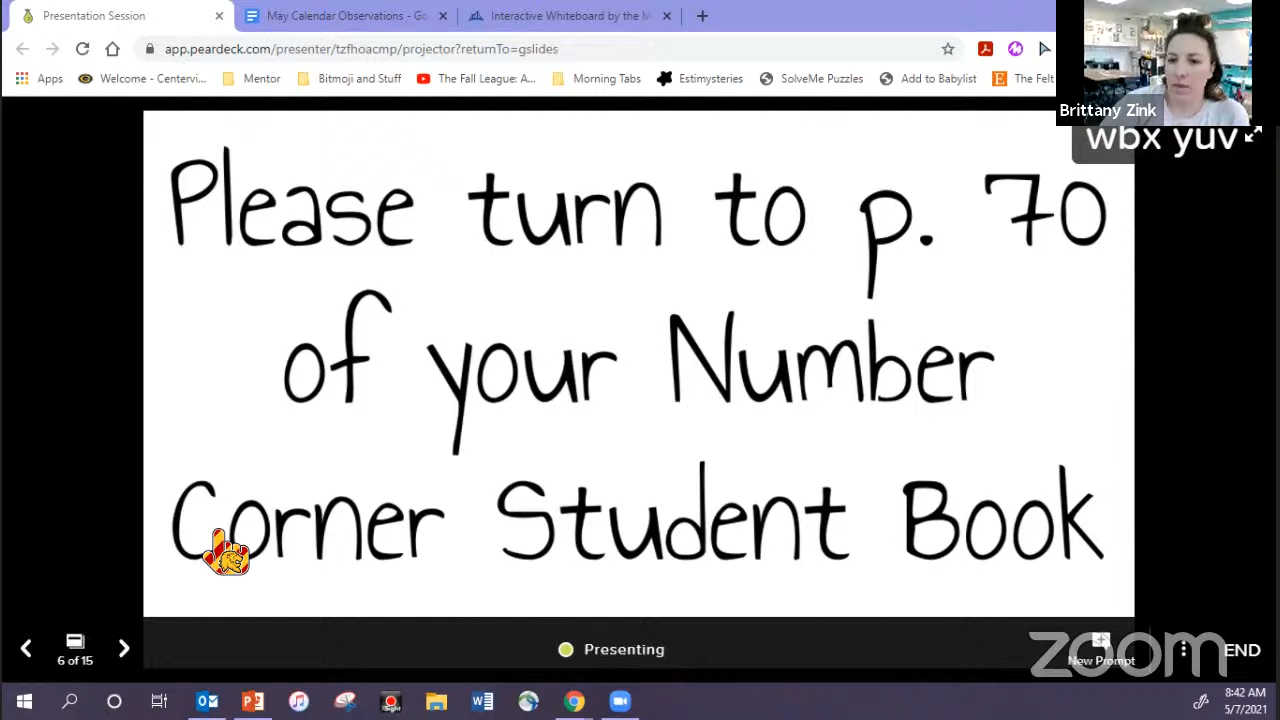 Presentation Session
May Calendar Observations - Go
Interactive Whiteboard by the M
app.peardeck.com/presenter/tzfhoacmp/projector?returnTo=gslides
Apps
Welcome - Centervi...
Mentor
Bitmoji and Stuff
The Fall League: A...
Morning Tabs
Estimysteries
SolveMe Puzzles
Add to Babylist
The Felt
Brittany Zink
wbx yuv
Please turn to p. 70
of your Number
Corner Student Book
6 of 15
Presenting
New Prompt
zoom
END
8:42 AM
5/7/2021